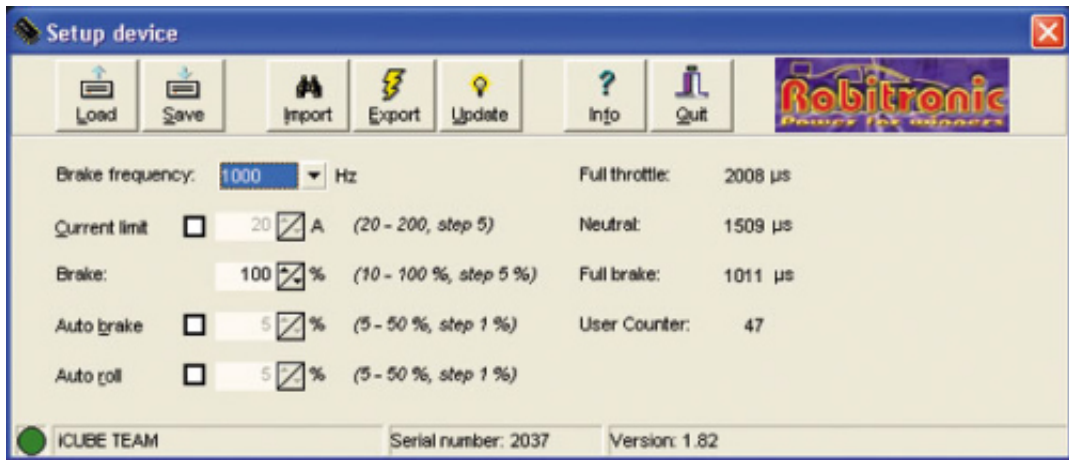 Setup device
Load Save Import Export Update Info Quit
Robitronic
Power for winners
Brake frequency: 1000 Hz Full throttle: 2008 µs
Current limit 20 A (20 - 200, step 5) Neutral: 1509 µs
Brake: 100 % (10 - 100 %, step 5 %) Full brake: 1011 µs
Auto brake 5 % (5 - 50 %, step 1 %) User Counter: 47
Auto roll 5 % (5 - 50 %, step 1 %)
iCUBE TEAM Serial number: 2037 Version: 1.82